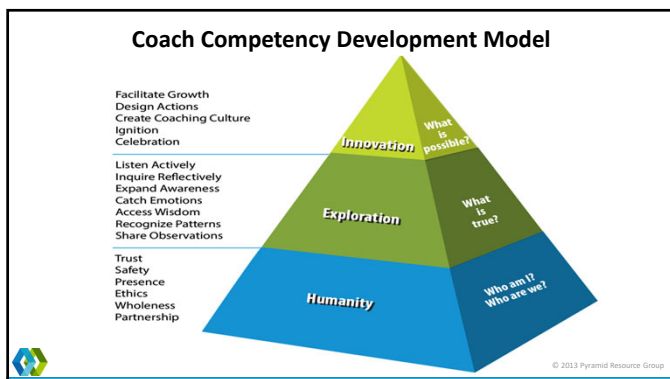 Coach Competency Development Model
Facilitate Growth
Design Actions
Create Coaching Culture
Ignition
Celebration
Innovation
What
is
possible?
Listen Actively
Inquire Reflectively
Expand Awareness
Catch Emotions
Access Wisdom
Recognize Patterns
Share Observations
Exploration
What
is
true?
Trust
Safety
Presence
Ethics
Wholeness
Partnership
Humanity
Who am I?
Who are we?
© 2013 Pyramid Resource Group